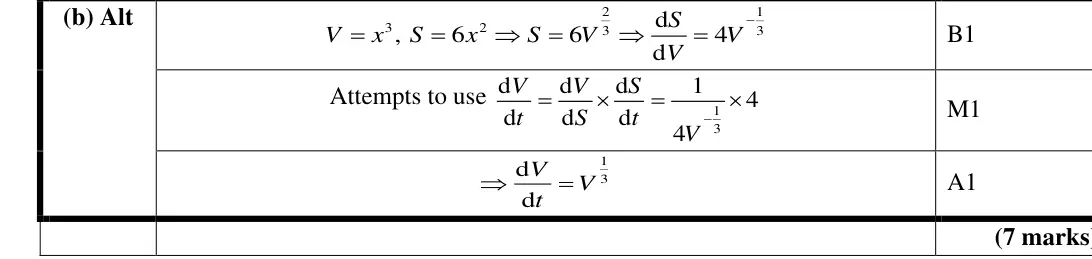 (b) Alt
V = x³, S = 6x² ⇒ S = 6V^(2/3) ⇒ dS/dV = 4V^(−1/3) B1
Attempts to use dV/dt = dV/dS × dS/dt = 1/(4V^(−1/3)) × 4 M1
⇒ dV/dt = V^(1/3) A1
(7 marks)